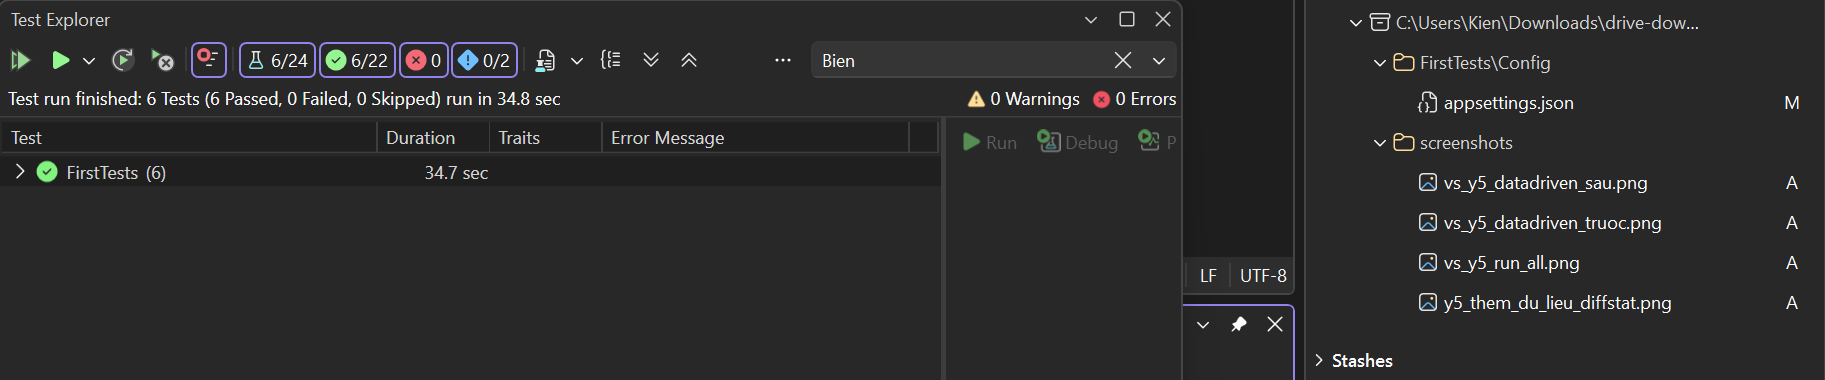 Test Explorer
6/24 6/22 0 0/2 ... Bien
Test run finished: 6 Tests (6 Passed, 0 Failed, 0 Skipped) run in 34.8 sec 0 Warnings 0 Errors
Test Duration Traits Error Message
Run Debug P
FirstTests (6) 34.7 sec
LF UTF-8
C:\Users\Kien\Downloads\drive-dow...
FirstTests\Config
appsettings.json M
screenshots
vs_y5_datadriven_sau.png A
vs_y5_datadriven_truoc.png A
vs_y5_run_all.png A
y5_them_du_lieu_diffstat.png A
Stashes